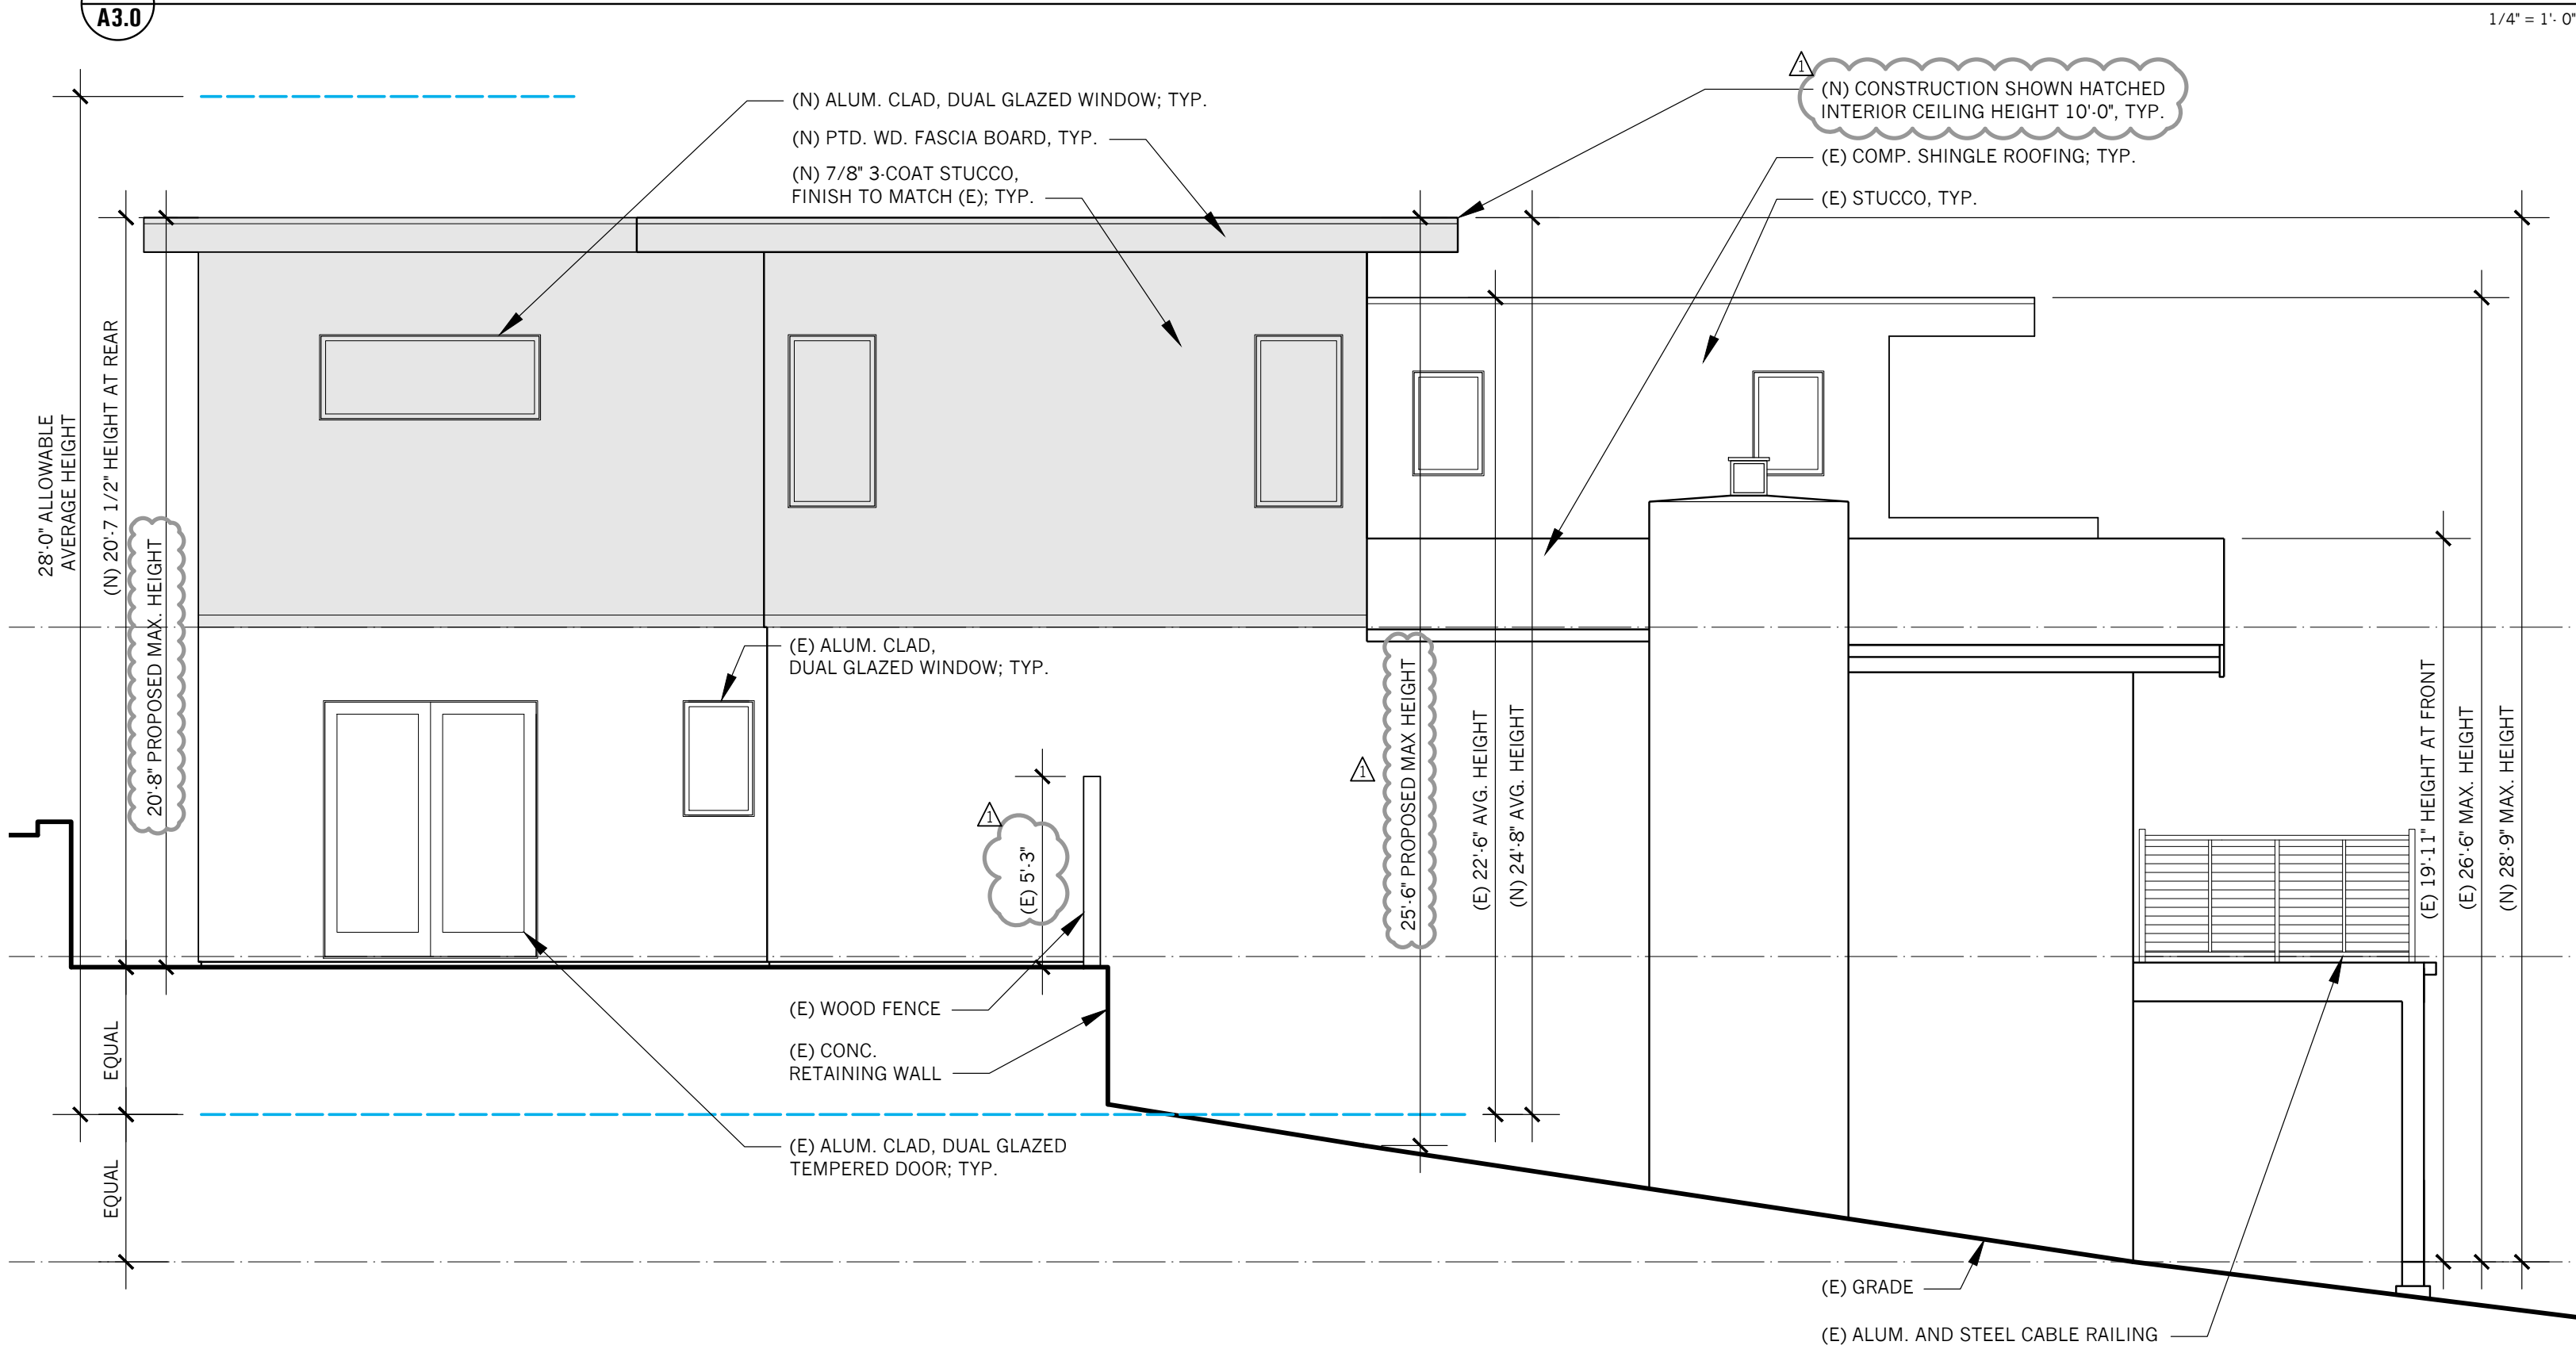 A3.0
1/4" = 1'- 0"
(N) ALUM. CLAD, DUAL GLAZED WINDOW; TYP.
(N) PTD. WD. FASCIA BOARD, TYP.
(N) 7/8" 3-COAT STUCCO,
FINISH TO MATCH (E); TYP.
1
(N) CONSTRUCTION SHOWN HATCHED
INTERIOR CEILING HEIGHT 10'-0", TYP.
(E) COMP. SHINGLE ROOFING; TYP.
(E) STUCCO, TYP.
28'-0" ALLOWABLE
AVERAGE HEIGHT
(N) 20'-7 1/2" HEIGHT AT REAR
20'-8" PROPOSED MAX. HEIGHT
(E) ALUM. CLAD,
DUAL GLAZED WINDOW; TYP.
1
(E) 5'-3"
1
25'-6" PROPOSED MAX HEIGHT
(E) 22'-6" AVG. HEIGHT
(N) 24'-8" AVG. HEIGHT
(E) 19'-11" HEIGHT AT FRONT
(E) 26'-6" MAX. HEIGHT
(N) 28'-9" MAX. HEIGHT
(E) WOOD FENCE
(E) CONC.
RETAINING WALL
EQUAL
EQUAL
(E) ALUM. CLAD, DUAL GLAZED
TEMPERED DOOR; TYP.
(E) GRADE
(E) ALUM. AND STEEL CABLE RAILING